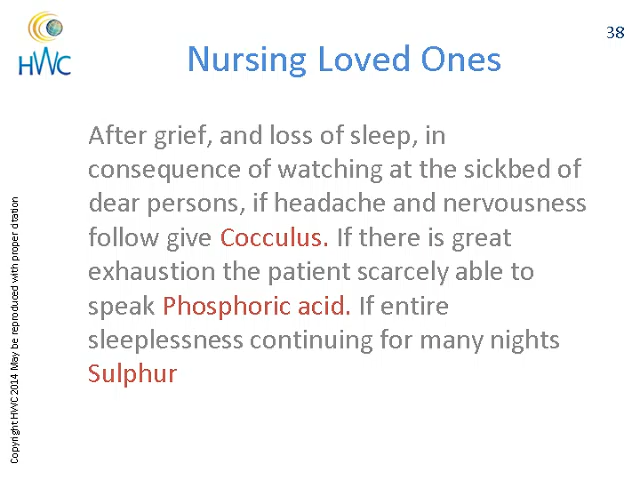 38
HWC
Nursing Loved Ones
After grief, and loss of sleep, in
consequence of watching at the sickbed of
dear persons, if headache and nervousness
follow give Cocculus. If there is great
exhaustion the patient scarcely able to
speak Phosphoric acid. If entire
sleeplessness continuing for many nights
Sulphur
Copyright HWC 2014 May be reproduced with proper citation